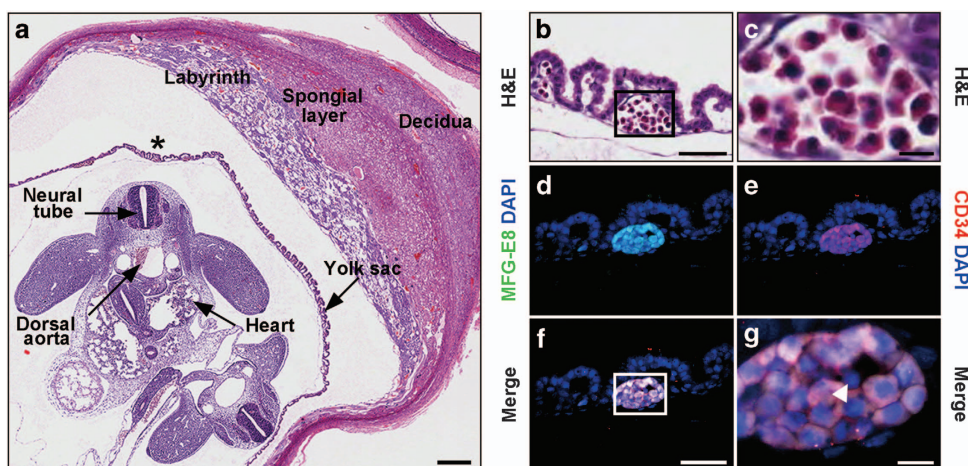 a
Labyrinth
Spongial
layer
Decidua
*
Neural
tube
Yolk sac
Dorsal
aorta
Heart
b
c
H&E
H&E
d
e
MFG-E8 DAPI
CD34 DAPI
f
g
Merge
Merge